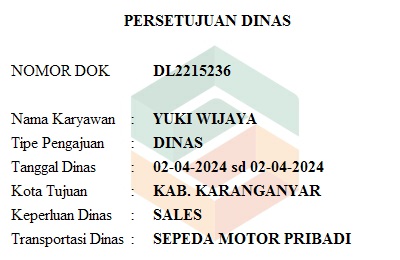 PERSETUJUAN DINAS
NOMOR DOK DL2215236
Nama Karyawan : YUKI WIJAYA
Tipe Pengajuan : DINAS
Tanggal Dinas : 02-04-2024 sd 02-04-2024
Kota Tujuan : KAB. KARANGANYAR
Keperluan Dinas : SALES
Transportasi Dinas : SEPEDA MOTOR PRIBADI